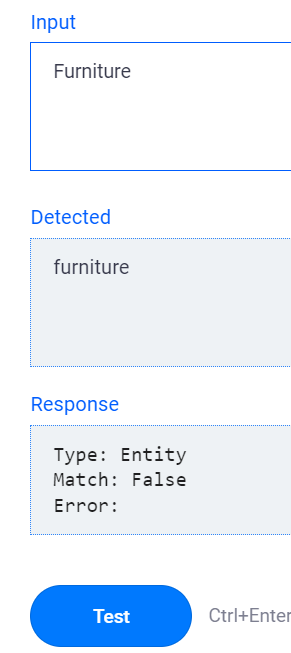 Input
Furniture
Detected
furniture
Response
Type: Entity
Match: False
Error:
Test Ctrl+Enter